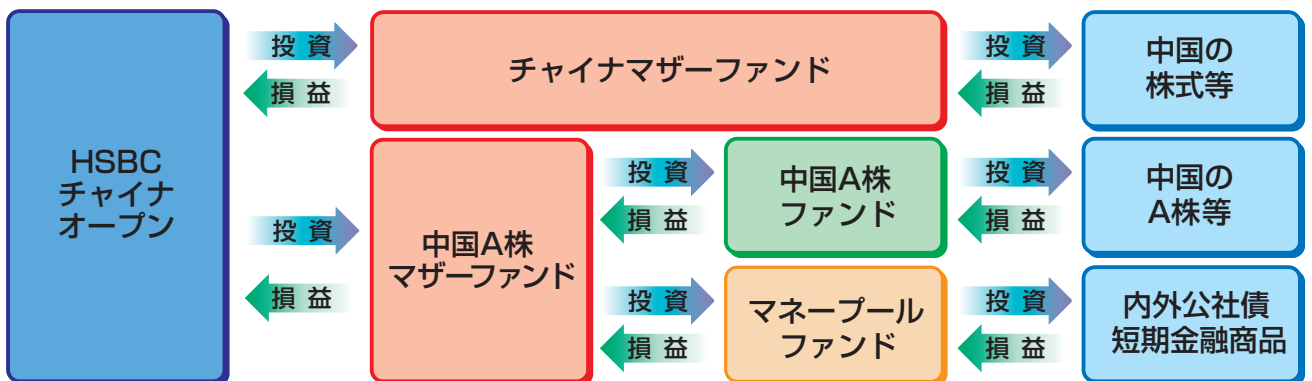 HSBC
チャイナ
オープン
投資
損益
チャイナマザーファンド
投資
損益
中国の
株式等
投資
損益
中国A株
マザーファンド
投資
損益
中国A株
ファンド
投資
損益
中国の
A株等
投資
損益
マネープール
ファンド
投資
損益
内外公社債
短期金融商品